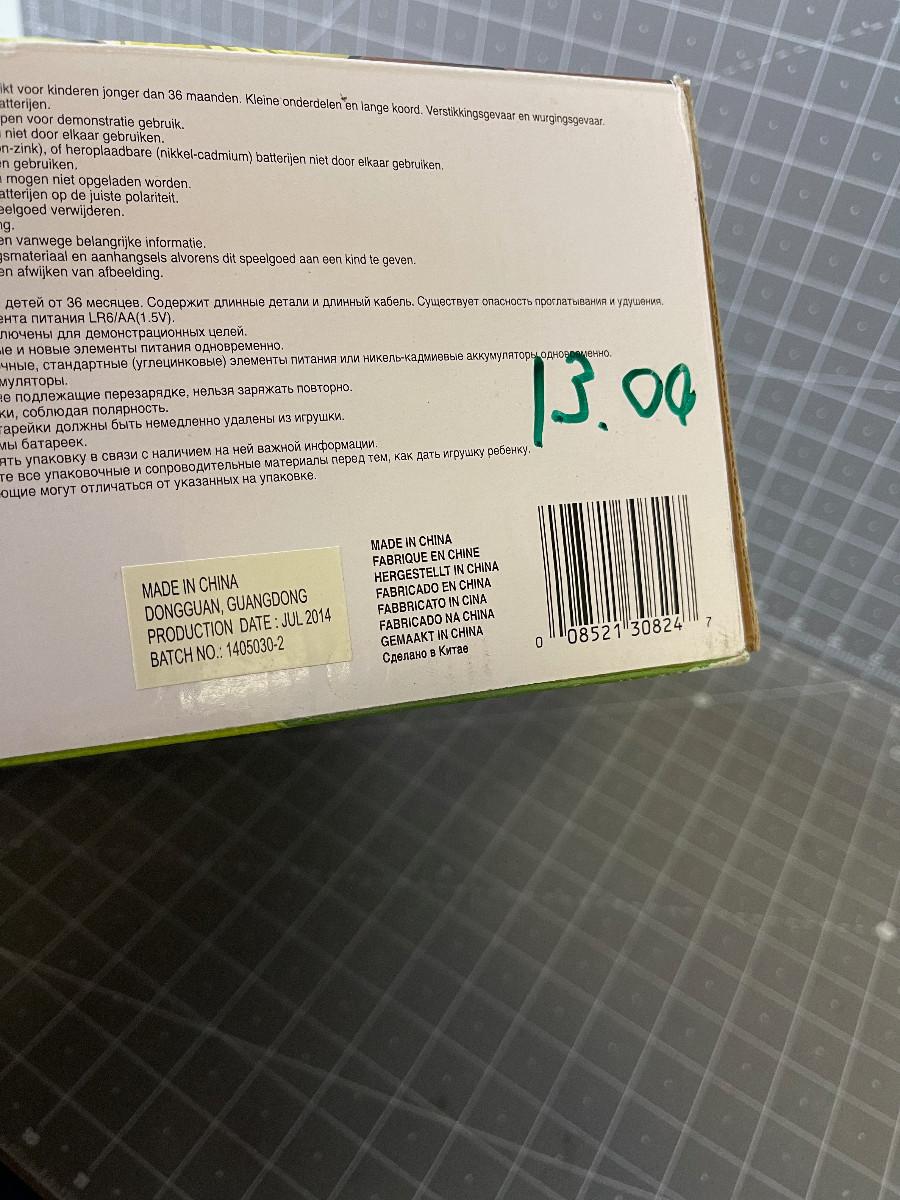 ikt voor kinderen jonger dan 36 maanden. Kleine onderdelen en lange koord. Verstikkingsgevaar en wurgingsgevaar.
atterijen.
pen voor demonstratie gebruik.
niet door elkaar gebruiken.
on-zink), of heroplaadbare (nikkel-cadmium) batterijen niet door elkaar gebruiken.
en gebruiken.
mogen niet opgeladen worden.
atterijen op de juiste polariteit.
eelgoed verwijderen.
ng.
en vanwege belangrijke informatie.
gsmateriaal en aanhangsels alvorens dit speelgoed aan een kind te geven.
en afwijken van afbeelding.
детей от 36 месяцев. Содержит длинные детали и длинный кабель. Существует опасность проглатывания и удушения.
ента питания LR6/AA(1.5V).
лючены для демонстрационных целей.
ые и новые элементы питания одновременно.
очные, стандартные (углецинковые) элементы питания или никель-кадмиевые аккумуляторы одновременно.
муляторы.
не подлежащие перезарядке, нельзя заряжать повторно.
ки, соблюдая полярность.
тарейки должны быть немедленно удалены из игрушки.
мы батареек.
ять упаковку в связи с наличием на ней важной информации.
те все упаковочные и сопроводительные материалы перед тем, как дать игрушку ребенку.
ющие могут отличаться от указанных на упаковке.
13.00
MADE IN CHINA
DONGGUAN, GUANGDONG
PRODUCTION DATE : JUL 2014
BATCH NO.: 1405030-2
MADE IN CHINA
FABRIQUE EN CHINE
HERGESTELLT IN CHINA
FABRICADO EN CHINA
FABBRICATO IN CINA
FABRICADO NA CHINA
GEMAAKT IN CHINA
Сделано в Китае
0 08521 30824 7